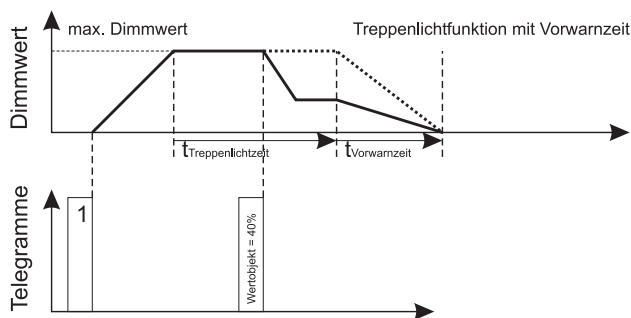 max. Dimmwert
Treppenlichtfunktion mit Vorwarnzeit
Dimmwert
tTreppenlichtzeit
tVorwarnzeit
Telegramme
1
Wertobjekt = 40%